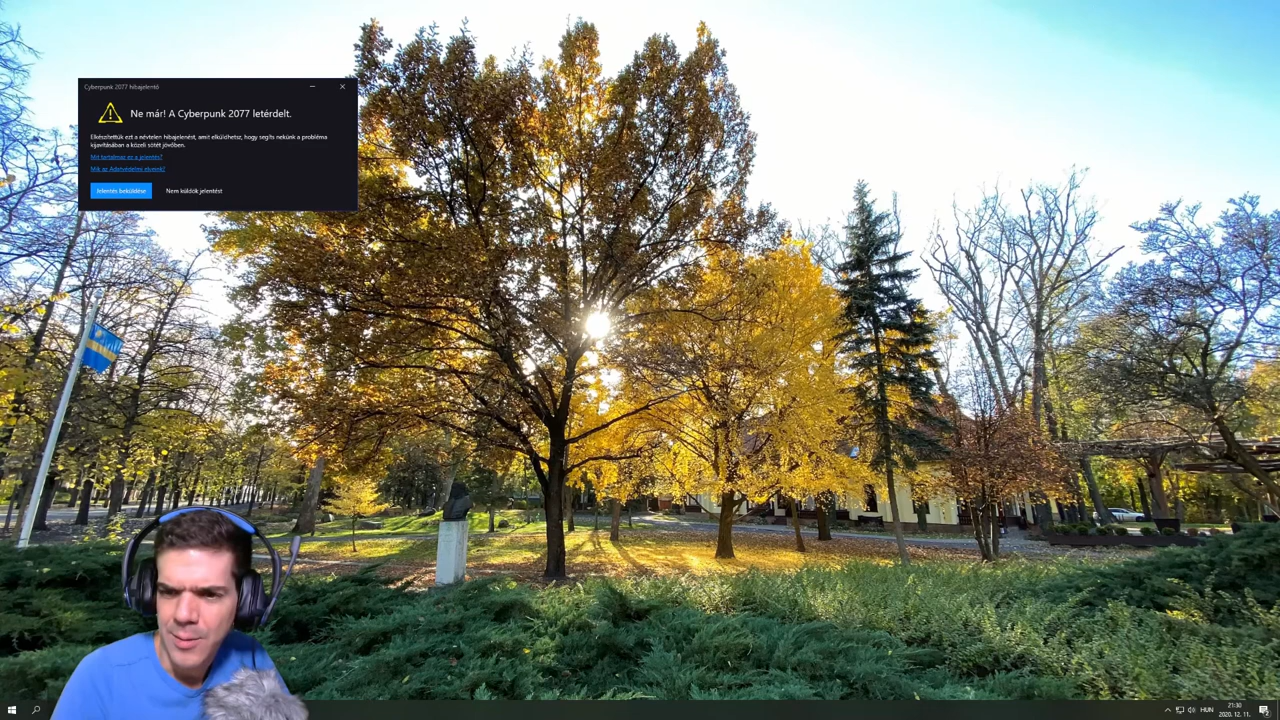 Cyberpunk 2077 hibajelentő
Ne már! A Cyberpunk 2077 letérdelt.
Elkészítettük ezt a névtelen hibajelenést, amit elküldhetsz, hogy segíts nekünk a probléma
kijavításában a közeli sötét jövőben.
Mit tartalmaz ez a jelentés?
Mik az Adatvédelmi elveink?
Jelentés beküldése
Nem küldök jelentést
HUN
21:30
2020. 12. 11.